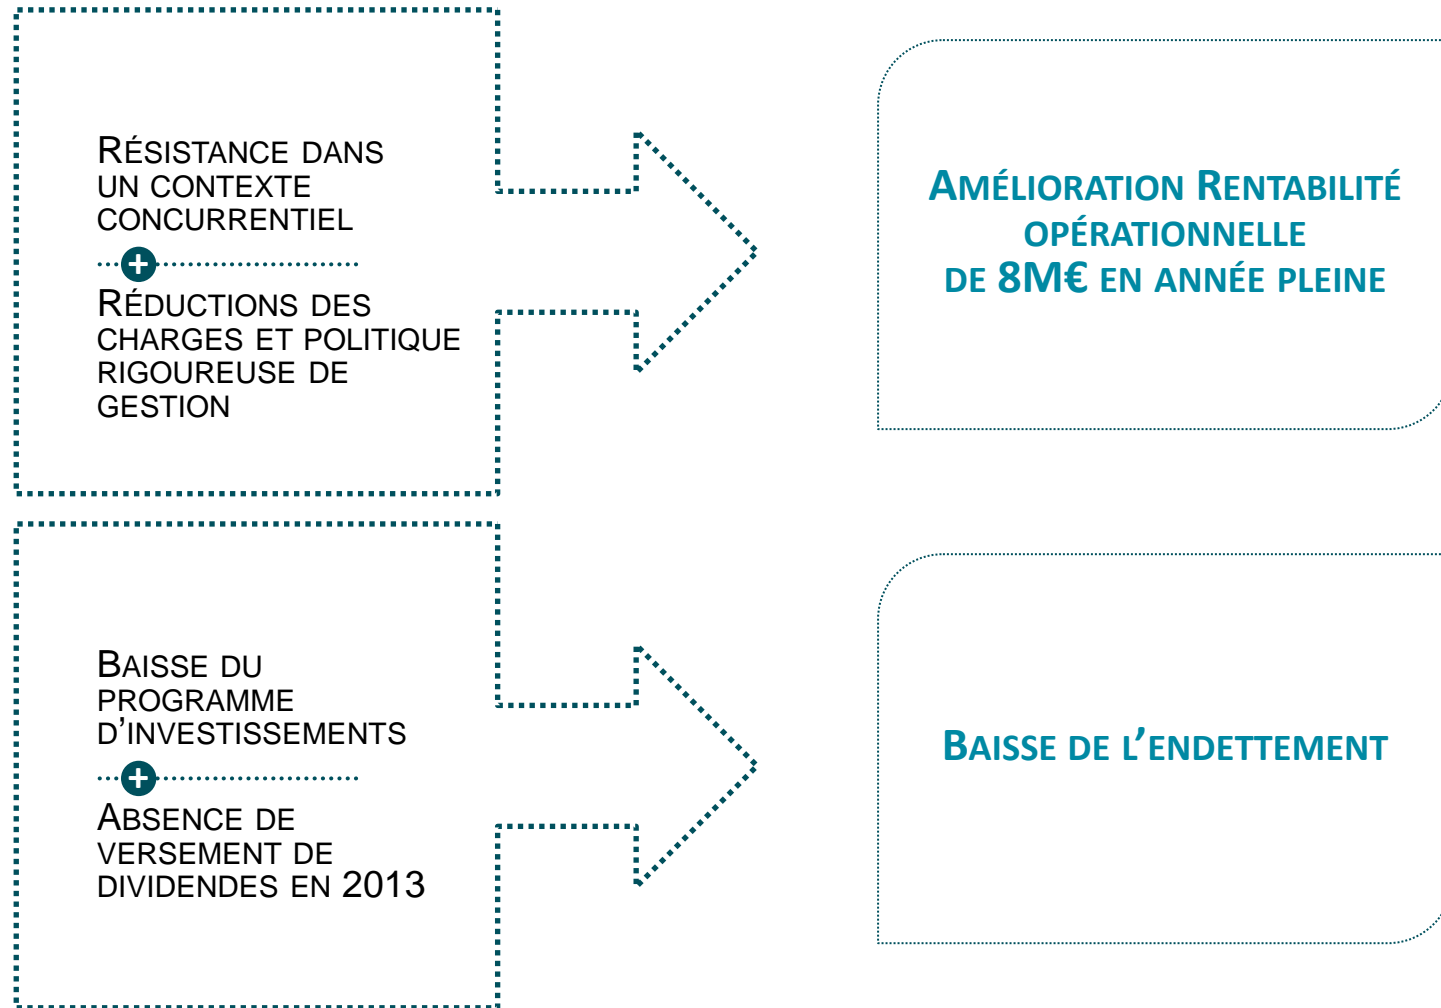 RÉSISTANCE DANS
UN CONTEXTE
CONCURRENTIEL
+
RÉDUCTIONS DES
CHARGES ET POLITIQUE
RIGOUREUSE DE
GESTION
AMÉLIORATION RENTABILITÉ
OPÉRATIONNELLE
DE 8M€ EN ANNÉE PLEINE
BAISSE DU
PROGRAMME
D’INVESTISSEMENTS
+
ABSENCE DE
VERSEMENT DE
DIVIDENDES EN 2013
BAISSE DE L’ENDETTEMENT